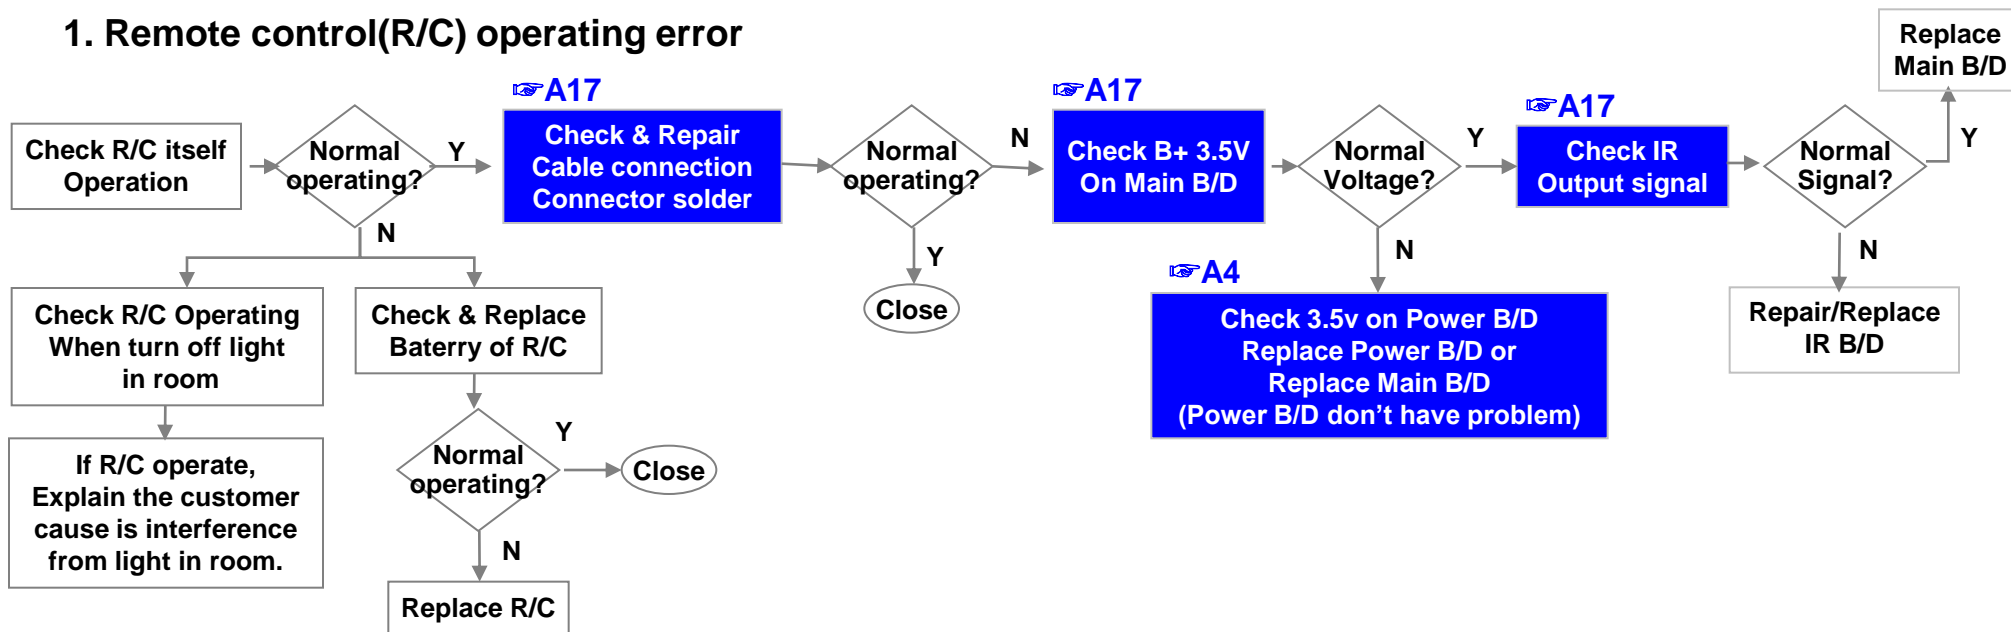 1. Remote control(R/C) operating error
Replace
Main B/D
☞A17
☞A17
☞A17
Check R/C itself
Operation
Normal
operating?
Y
Check & Repair
Cable connection
Connector solder
Normal
operating?
N
Check B+ 3.5V
On Main B/D
Normal
Voltage?
Y
Check IR
Output signal
Normal
Signal?
Y
N
Y
Close
N
N
☞A4
Check R/C Operating
When turn off light
in room
Check & Replace
Baterry of R/C
Check 3.5v on Power B/D
Replace Power B/D or
Replace Main B/D
(Power B/D don't have problem)
Repair/Replace
IR B/D
If R/C operate,
Explain the customer
cause is interference
from light in room.
Normal
operating?
Y
Close
N
Replace R/C